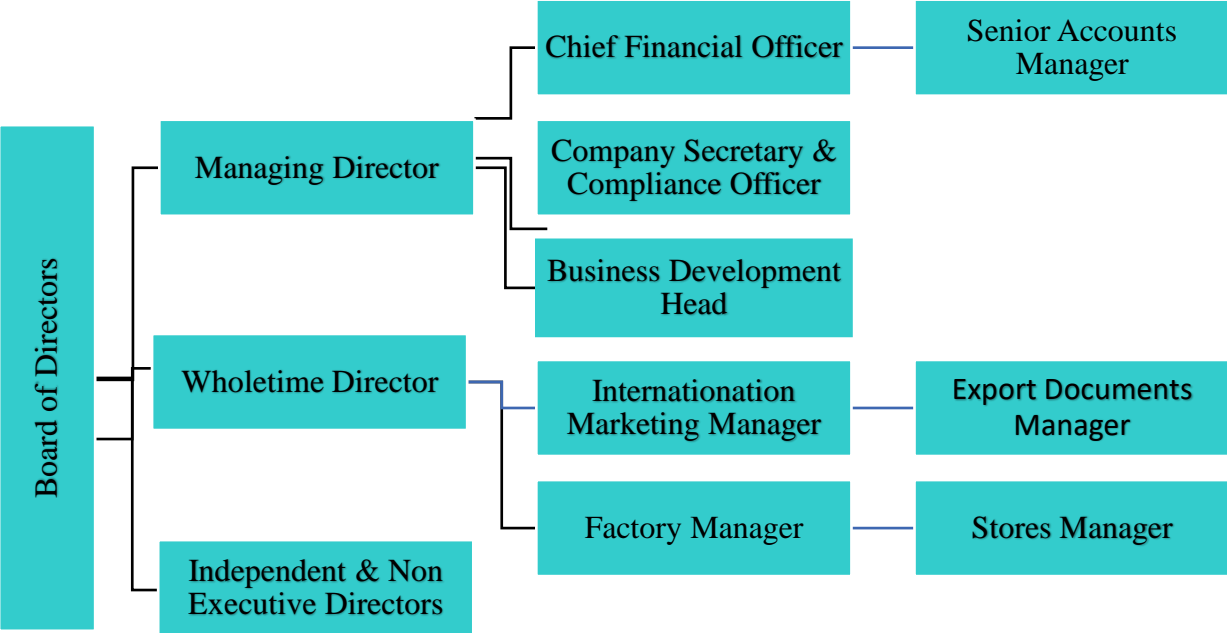 Board of Directors
Managing Director
Chief Financial Officer
Senior Accounts
Manager
Company Secretary &
Compliance Officer
Business Development
Head
Wholetime Director
Internationation
Marketing Manager
Export Documents
Manager
Factory Manager
Stores Manager
Independent & Non
Executive Directors